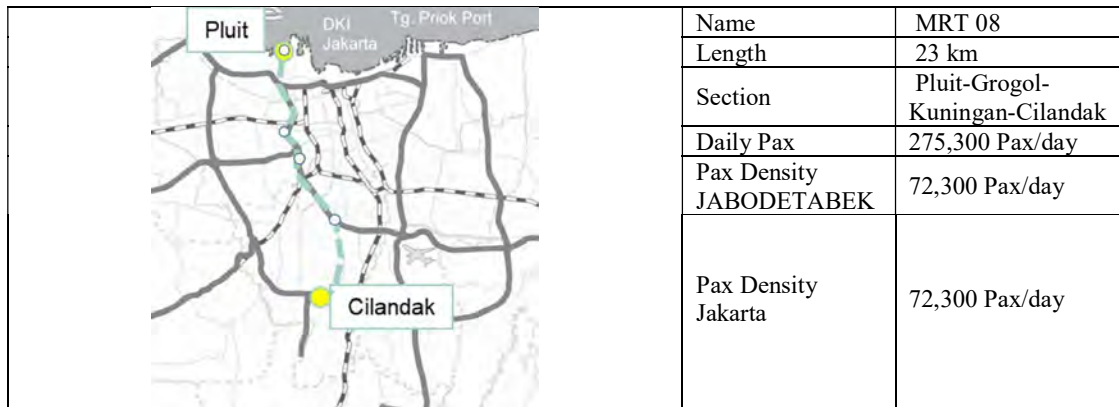 Pluit
DKI
Jakarta
Tg. Priok Port
Cilandak
Name MRT 08
Length 23 km
Section Pluit-Grogol-
Kuningan-Cilandak
Daily Pax 275,300 Pax/day
Pax Density
JABODETABEK 72,300 Pax/day
Pax Density
Jakarta 72,300 Pax/day